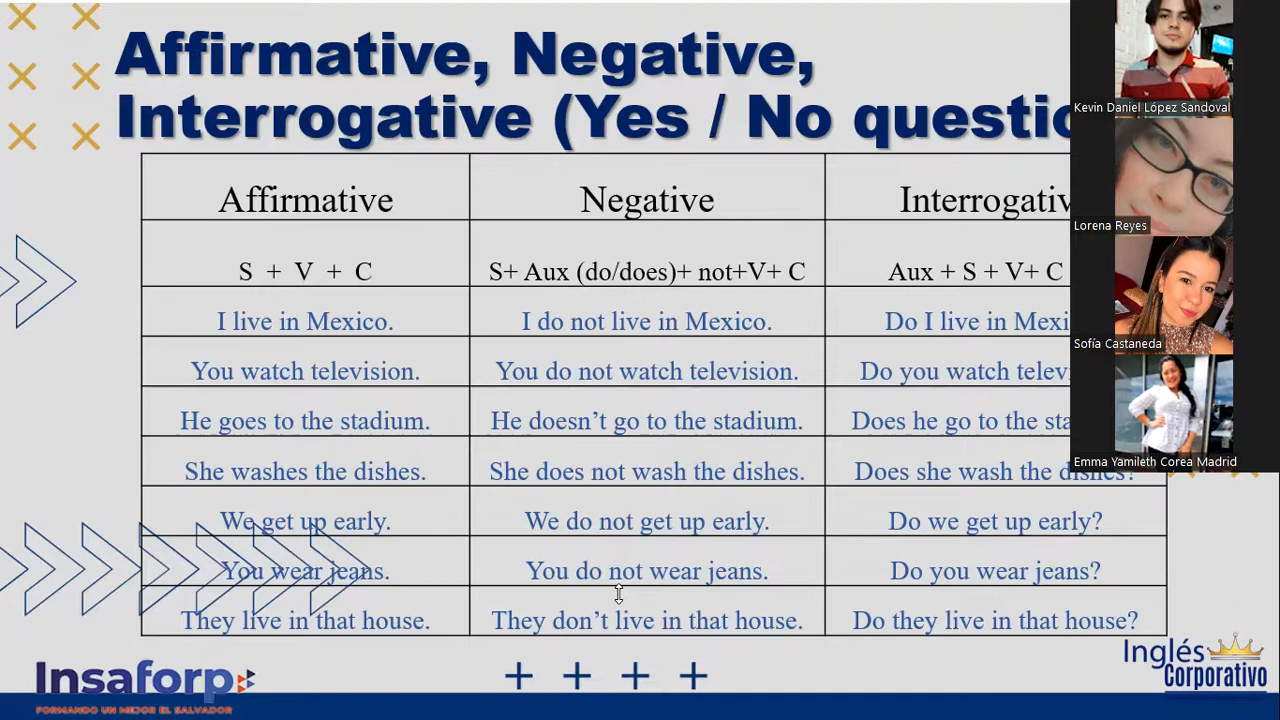 Affirmative, Negative,
Interrogative (Yes / No
Affirmative Negative
S + V + C S+ Aux (do/does)+ not+V+ C Aux + S + V+ C
I live in Mexico. I do not live in Mexico. Do I live in
You watch television. You do not watch television. Do you watch
He goes to the stadium. He doesn’t go to the stadium. Does he go to the
She washes the dishes. She does not wash the dishes. Does she wash the dishes?
We get up early. We do not get up early. Do we get up early?
You wear jeans. You do not wear jeans. Do you wear jeans?
They live in that house. They don’t live in that house. Do they live in that house?
Kevin Daniel López Sandoval
Lorena Reyes
Sofía Castaneda
Emma Yamileth Corea Madrid
Insaforp
FORMANDO UN MEJOR EL SALVADOR
Inglés
Corporativo